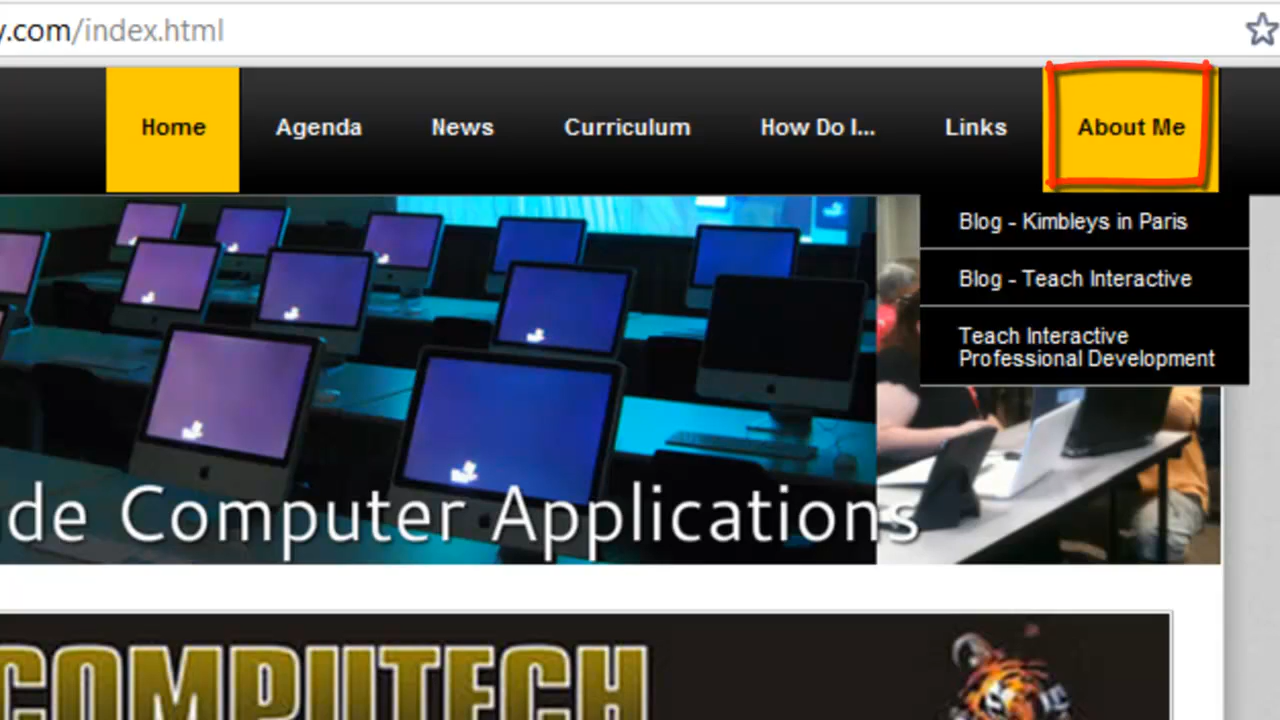 y.com/index.html
Home Agenda News Curriculum How Do I... Links About Me
Blog - Kimbleys in Paris
Blog - Teach Interactive
Teach Interactive
Professional Development
de Computer Applications
COMPUTECH